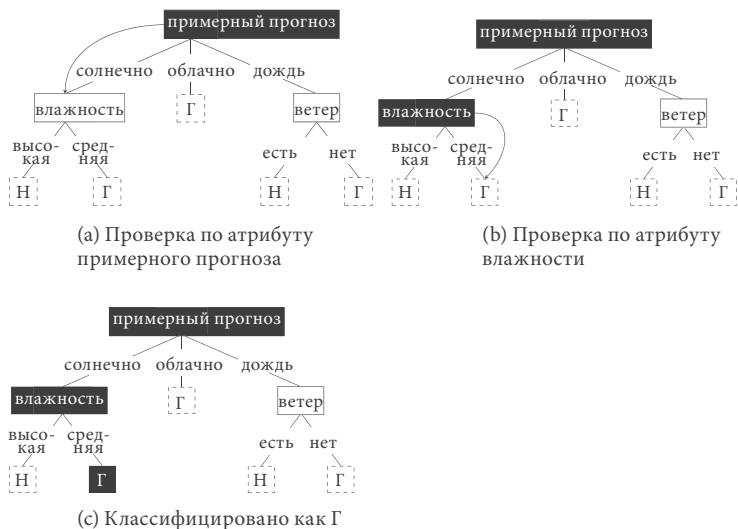 примерный прогноз
солнечно облачно дождь
влажность Г ветер
высо- сред- есть нет
кая няя
Н Г Н Г
(a) Проверка по атрибуту
примерного прогноза
примерный прогноз
солнечно облачно дождь
влажность Г ветер
высо- сред- есть нет
кая няя
Н Г Н Г
(b) Проверка по атрибуту
влажности
примерный прогноз
солнечно облачно дождь
влажность Г ветер
высо- сред- есть нет
кая няя
Н Г Н Г
(c) Классифицировано как Г